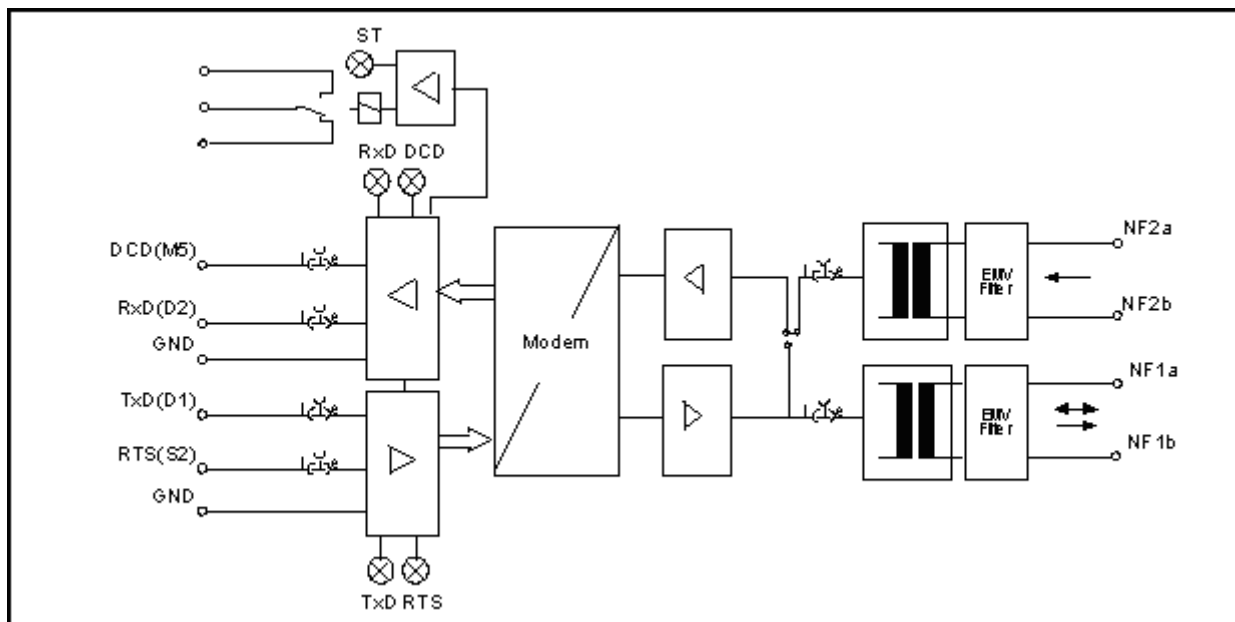 ST
RxD DCD
DCD(M5)
RxD(D2)
GND
TxD(D1)
RTS(S2)
GND
TxD RTS
Modem
EMV
Filter
NF2a
NF2b
EMV
Filter
NF1a
NF1b